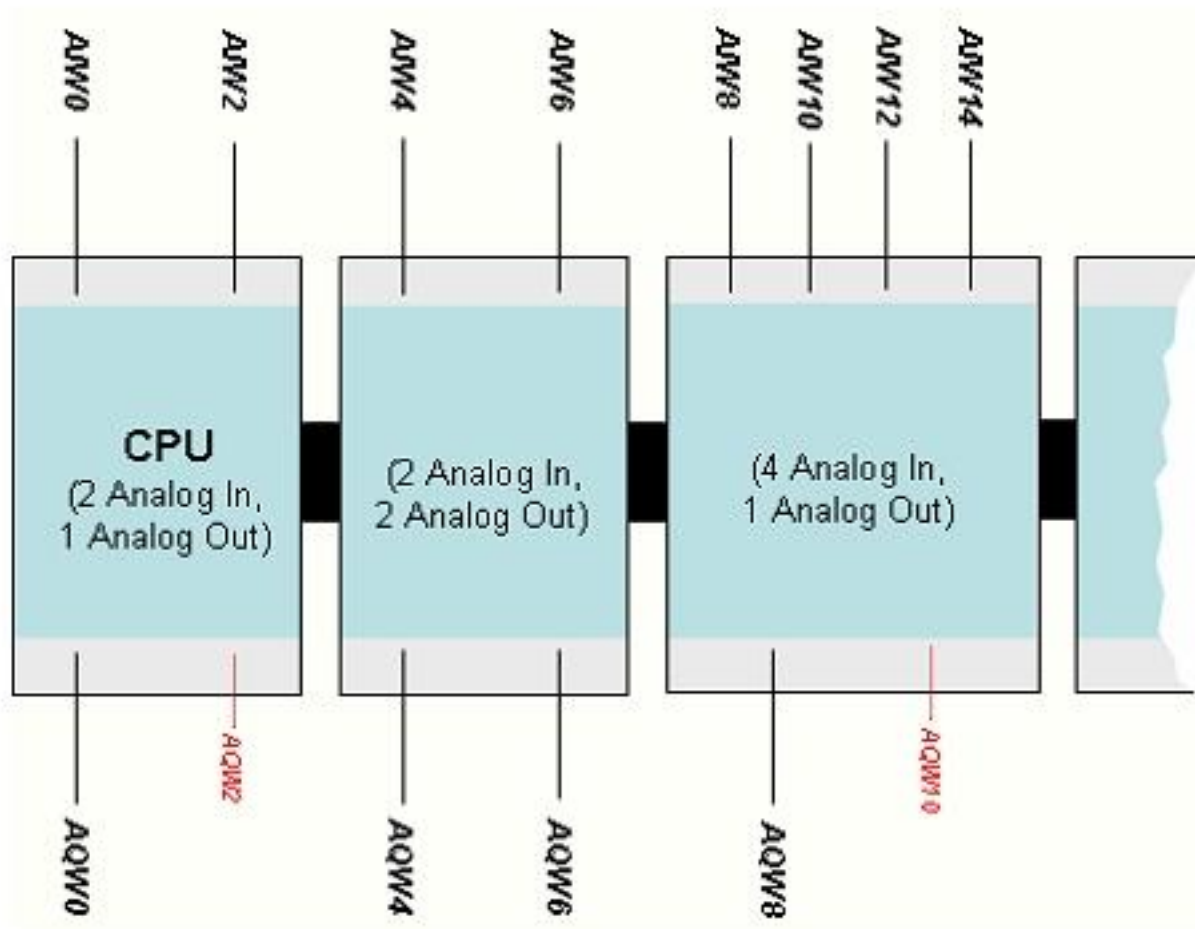 AIW0
AIW2
AIW4
AIW6
AIW8
AIW10
AIW12
AIW14
CPU
(2 Analog In,
1 Analog Out)
(2 Analog In,
2 Analog Out)
(4 Analog In,
1 Analog Out)
AQW0
AQW2
AQW4
AQW6
AQW8
AQW10